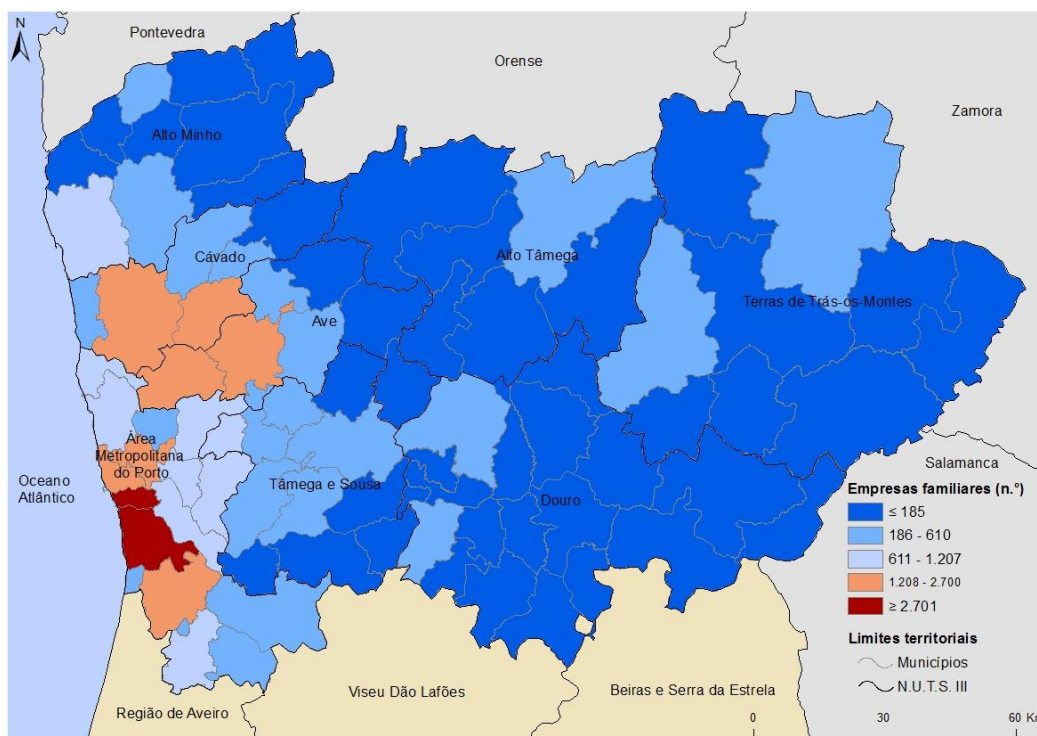 N
Pontevedra
Orense
Zamora
Alto Minho
Cávado
Alto Tâmega
Terras de Trás-os-Montes
Ave
Área
Metropolitana
do Porto
Oceano
Atlântico
Tâmega e Sousa
Douro
Salamanca
Empresas familiares (n.°)
≤ 185
186 - 610
611 - 1.207
1.208 - 2.700
≥ 2.701
Limites territoriais
Municípios
N.U.T.S. III
Região de Aveiro
Viseu Dão Lafões
Beiras e Serra da Estrela
0 30 60 Km